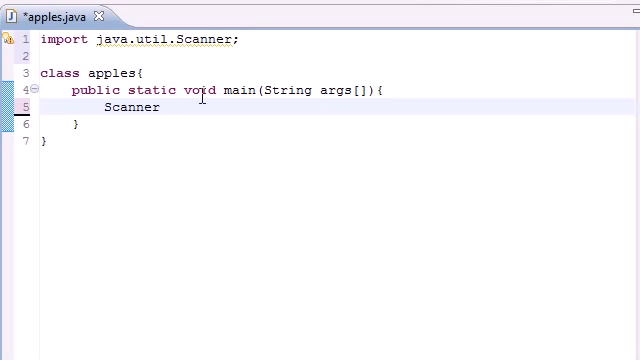 *apples.java
1 import java.util.Scanner;
2
3 class apples{
4 public static void main(String args[]){
5 Scanner
6 }
7 }